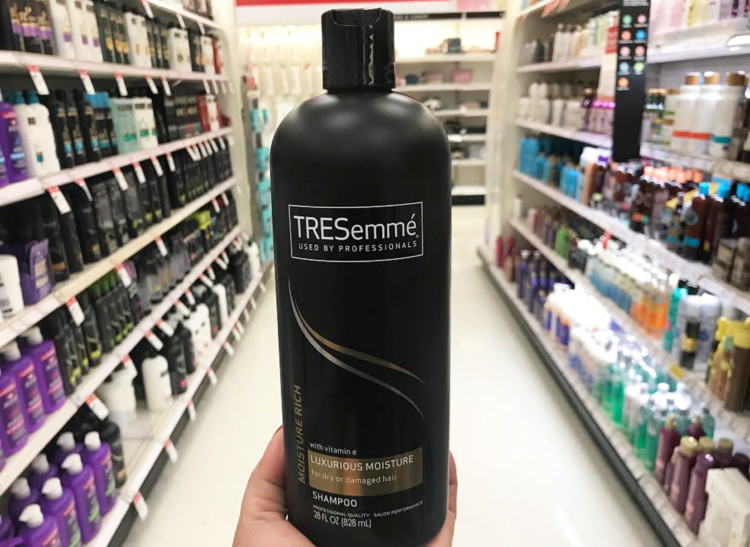 TRESemmé
USED BY PROFESSIONALS
MOISTURE RICH
with vitamin e
LUXURIOUS MOISTURE
for dry or damaged hair
SHAMPOO
PROFESSIONAL QUALITY SALON PERFORMANCE
28 FL OZ (828 mL)